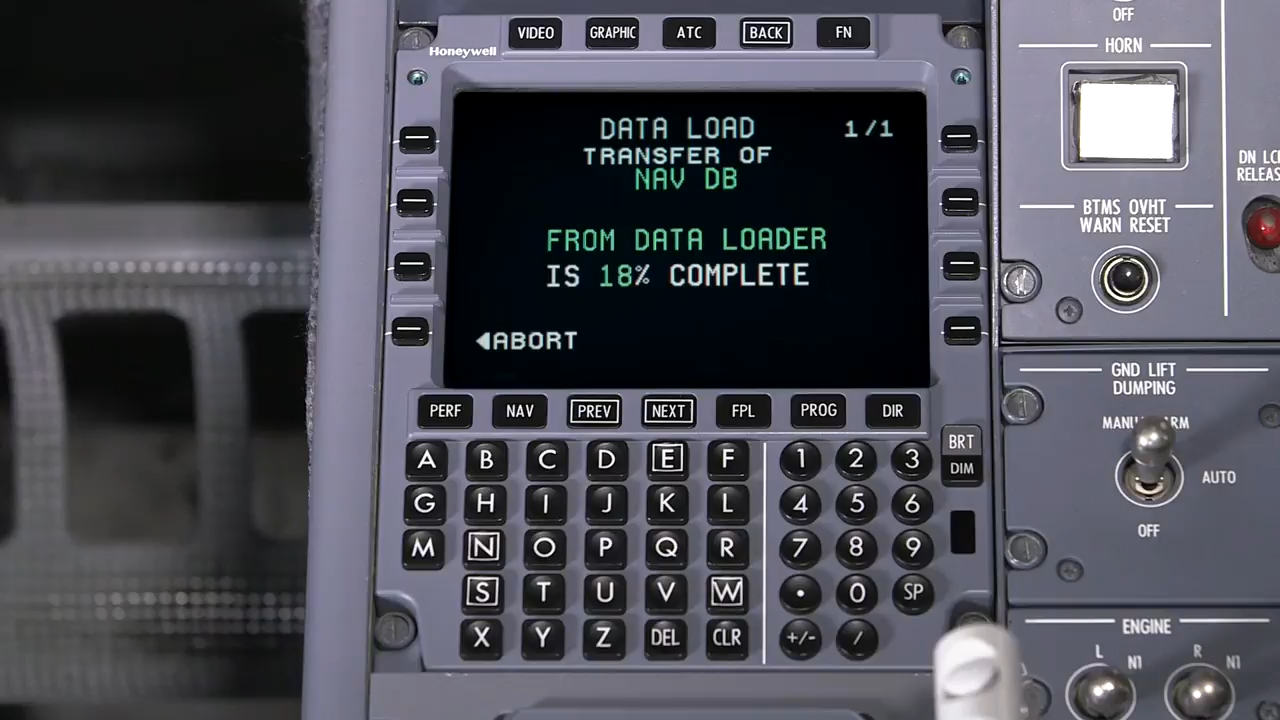 VIDEO GRAPHIC ATC BACK FN
Honeywell
DATA LOAD 1/1
TRANSFER OF
NAV DB
FROM DATA LOADER
IS 18% COMPLETE
◀ABORT
PERF NAV PREV NEXT FPL PROG DIR
A B C D E F 1 2 3
G H I J K L 4 5 6
M N O P Q R 7 8 9
S T U V W • 0 SP
X Y Z DEL CLR +/- /
BRT
DIM
OFF
HORN
BTMS OVHT
WARN RESET
DN
GND LIFT
DUMPING
AUTO
OFF
ENGINE
L N1 R N1